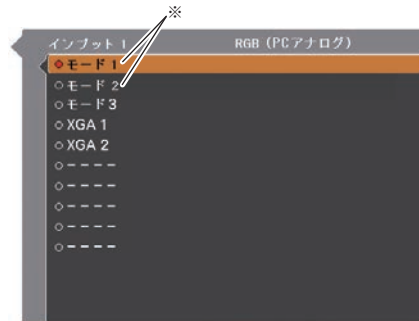 ※
インプット 1 RGB (PCアナログ)
モード 1
モード 2
モード 3
XGA 1
XGA 2
----
----
----
----
----